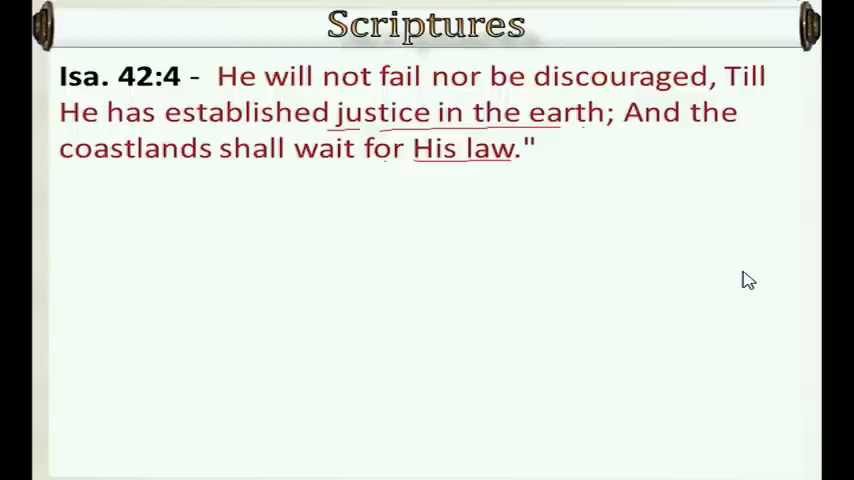 Scriptures
Isa. 42:4 - He will not fail nor be discouraged, Till
He has established justice in the earth; And the
coastlands shall wait for His law."